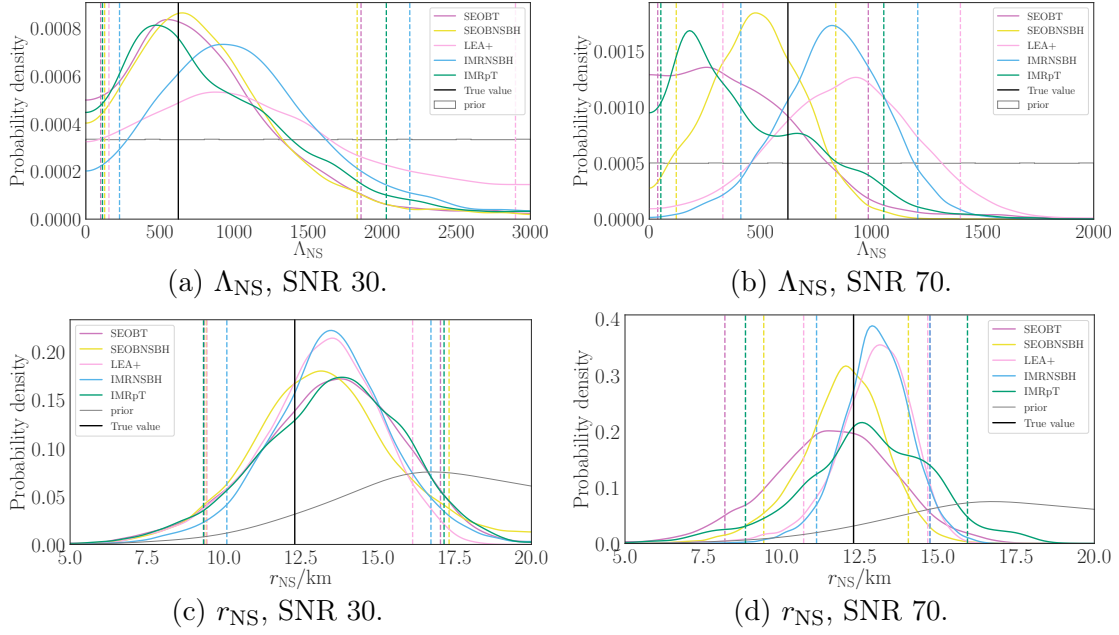 0.0008
0.0006
0.0004
0.0002
0.0000
Probability density
SEOBT
SEOBNSBH
LEA+
IMRNSBH
IMRpT
True value
prior
0 500 1000 1500 2000 2500 3000
Λ_NS
(a) Λ_NS, SNR 30.
0.0015
0.0010
0.0005
0.0000
Probability density
SEOBT
SEOBNSBH
LEA+
IMRNSBH
IMRpT
True value
prior
0 500 1000 1500 2000
Λ_NS
(b) Λ_NS, SNR 70.
0.20
0.15
0.10
0.05
0.00
Probability density
SEOBT
SEOBNSBH
LEA+
IMRNSBH
IMRpT
prior
True value
5.0 7.5 10.0 12.5 15.0 17.5 20.0
r_NS/km
(c) r_NS, SNR 30.
0.4
0.3
0.2
0.1
0.0
Probability density
SEOBT
SEOBNSBH
LEA+
IMRNSBH
IMRpT
prior
True value
5.0 7.5 10.0 12.5 15.0 17.5 20.0
r_NS/km
(d) r_NS, SNR 70.